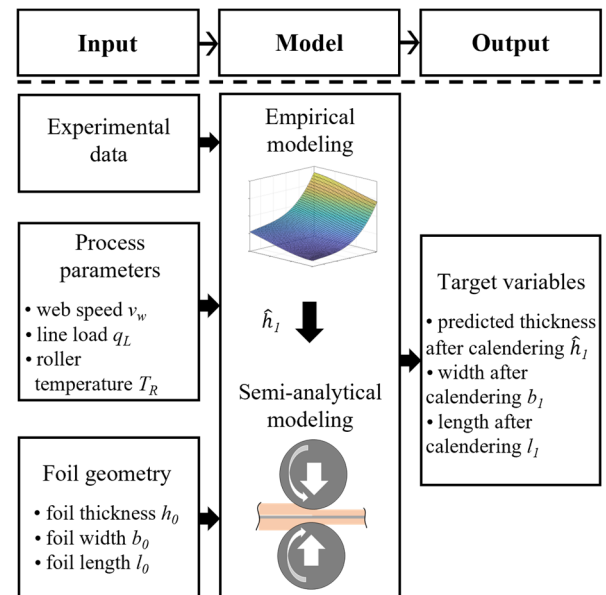 Input
Model
Output
Experimental
data
Process
parameters
• web speed v_w
• line load q_L
• roller
temperature T_R
Foil geometry
• foil thickness h_0
• foil width b_0
• foil length l_0
Empirical
modeling
ĥ_1
Semi-analytical
modeling
Target variables
• predicted thickness
after calendering ĥ_1
• width after
calendering b_1
• length after
calendering l_1